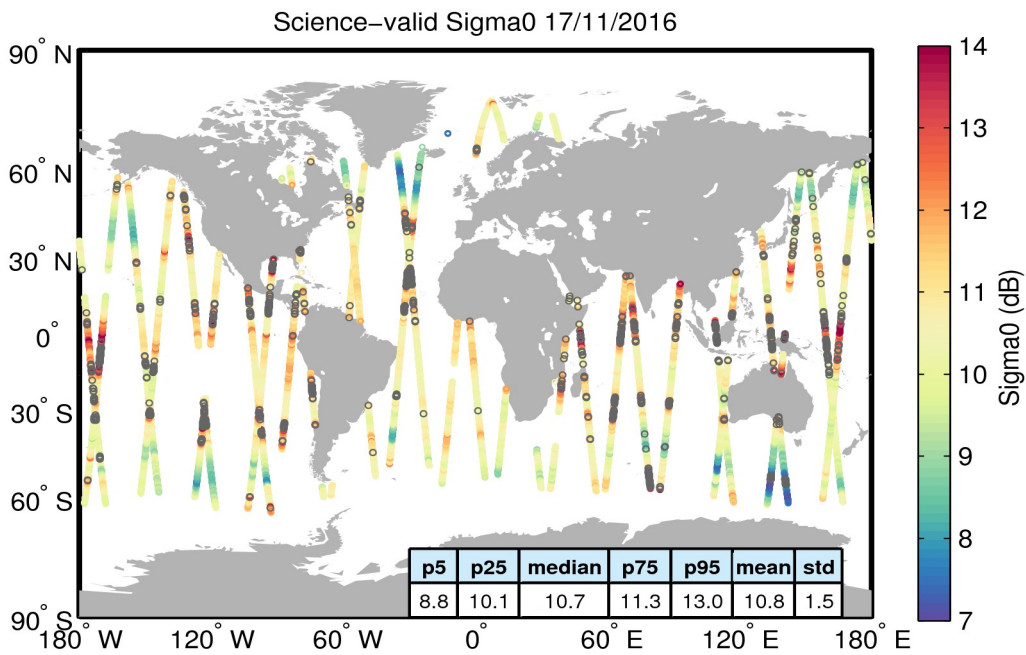 Science−valid Sigma0 17/11/2016
90° N
60° N
30° N
0°
30° S
60° S
90° S
180° W
120° W
60° W
0°
60° E
120° E
180° E
p5 p25 median p75 p95 mean std
8.8 10.1 10.7 11.3 13.0 10.8 1.5
14
13
12
11
10
9
8
7
Sigma0 (dB)